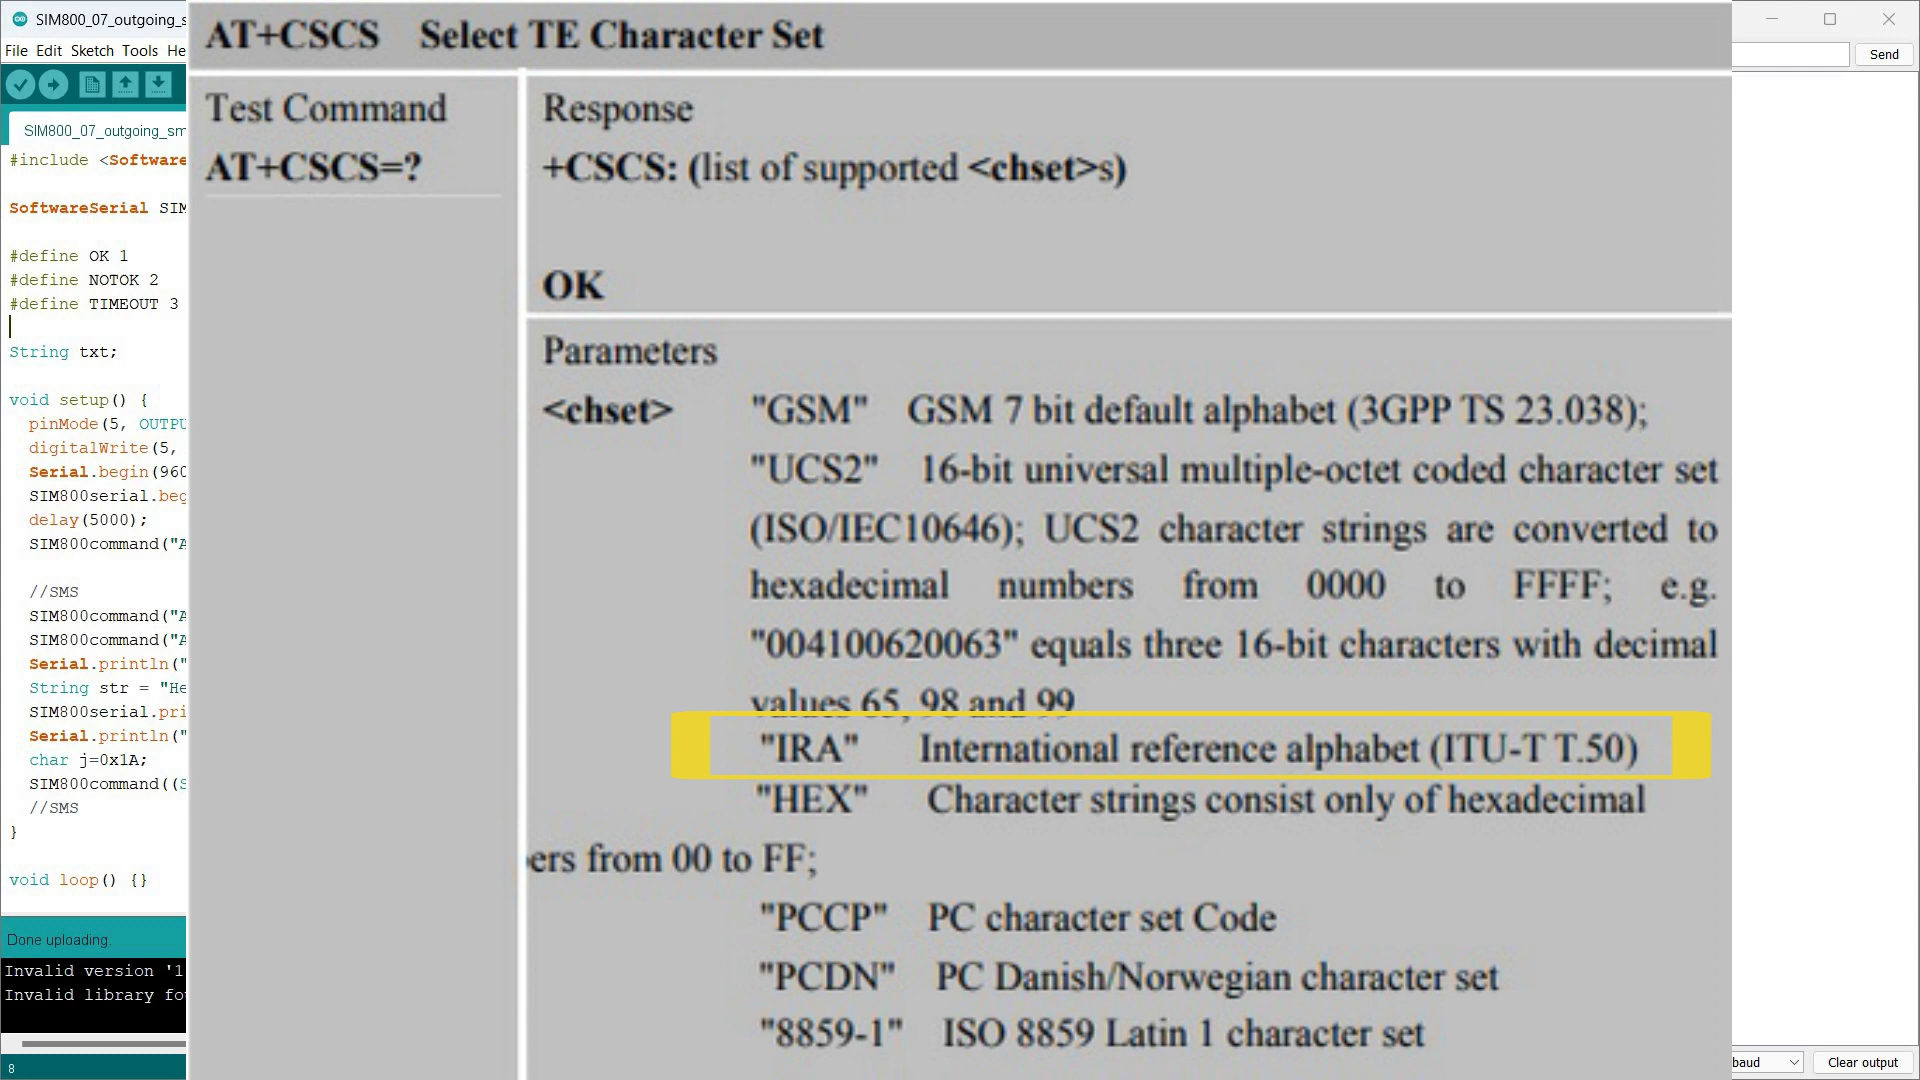 SIM800_07_outgoing_s
File Edit Sketch Tools He
SIM800_07_outgoing_sm
#include <Software
SoftwareSerial SIM
#define OK 1
#define NOTOK 2
#define TIMEOUT 3
String txt;
void setup() {
pinMode(5, OUTPU
digitalWrite(5,
Serial.begin(960
SIM800serial.beg
delay(5000);
SIM800command("A
//SMS
SIM800command("A
SIM800command("A
Serial.println("
String str = "He
SIM800serial.pri
Serial.println("
char j=0x1A;
SIM800command((S
//SMS
}
void loop() {}
Done uploading.
Invalid version '1
Invalid library fo
8
AT+CSCS Select TE Character Set
Test Command
AT+CSCS=?
Response
+CSCS: (list of supported <chset>s)
OK
Parameters
<chset> "GSM" GSM 7 bit default alphabet (3GPP TS 23.038);
"UCS2" 16-bit universal multiple-octet coded character set
(ISO/IEC10646); UCS2 character strings are converted to
hexadecimal numbers from 0000 to FFFF; e.g.
"004100620063" equals three 16-bit characters with decimal
values 65, 98 and 99
"IRA" International reference alphabet (ITU-T T.50)
"HEX" Character strings consist only of hexadecimal
ers from 00 to FF;
"PCCP" PC character set Code
"PCDN" PC Danish/Norwegian character set
"8859-1" ISO 8859 Latin 1 character set
Send
baud
Clear output